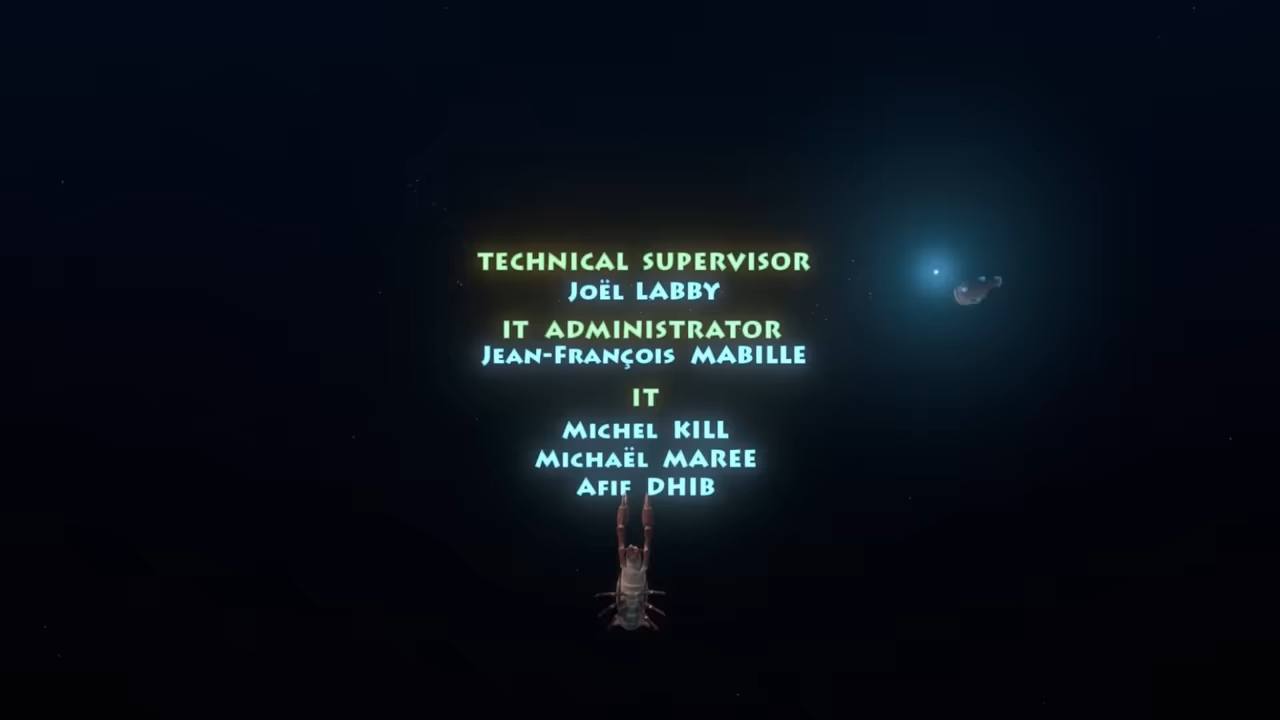 TECHNICAL SUPERVISOR
Joël LABBY
IT ADMINISTRATOR
Jean-François MABILLE
IT
Michel KILL
Michaël MAREE
Afif DHIB